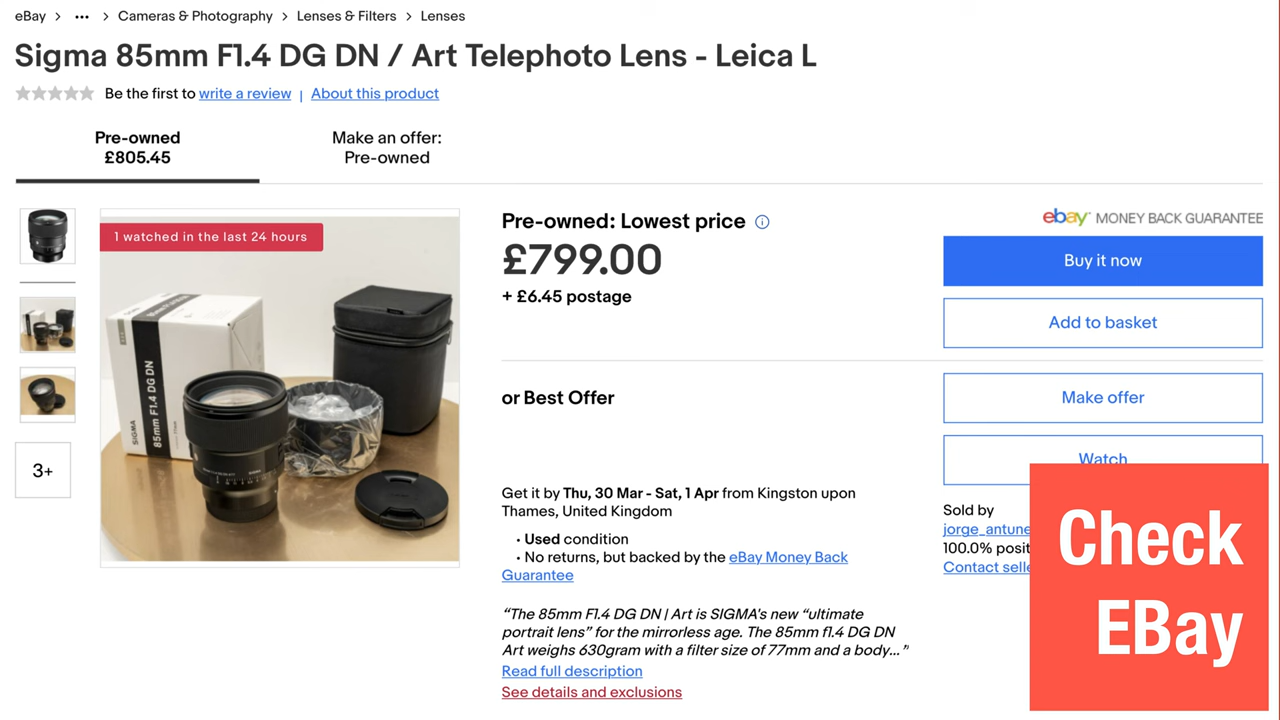 eBay > ... > Cameras & Photography > Lenses & Filters > Lenses
Sigma 85mm F1.4 DG DN / Art Telephoto Lens - Leica L
Be the first to write a review | About this product
Pre-owned
£805.45
Make an offer:
Pre-owned
1 watched in the last 24 hours
SIGMA
85mm F1.4 DG DN
3+
Pre-owned: Lowest price
£799.00
+ £6.45 postage
or Best Offer
Get it by Thu, 30 Mar - Sat, 1 Apr from Kingston upon
Thames, United Kingdom
• Used condition
• No returns, but backed by the eBay Money Back
Guarantee
“The 85mm F1.4 DG DN | Art is SIGMA's new “ultimate
portrait lens” for the mirrorless age. The 85mm f1.4 DG DN
Art weighs 630gram with a filter size of 77mm and a body... ”
Read full description
See details and exclusions
ebay MONEY BACK GUARANTEE
Buy it now
Add to basket
Make offer
Watch
Sold by
jorge_antune
100.0% posit
Contact selle
Check
EBay